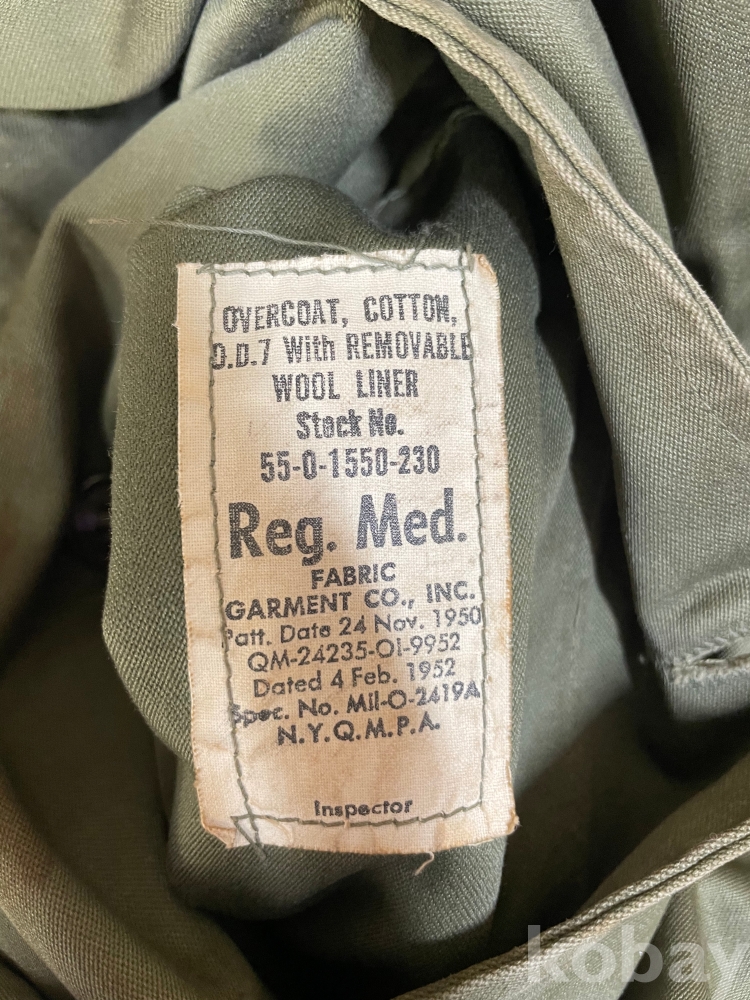 OVERCOAT, COTTON,
O.D.7 With REMOVABLE
WOOL LINER
Stock No.
55-O-1550-230
Reg. Med.
FABRIC
GARMENT CO., INC.
Patt. Date 24 Nov. 1950
QM-24235-OI-9952
Dated 4 Feb. 1952
Spec. No. Mil-O-2419A
N.Y.Q.M.P.A.
Inspector
kobay